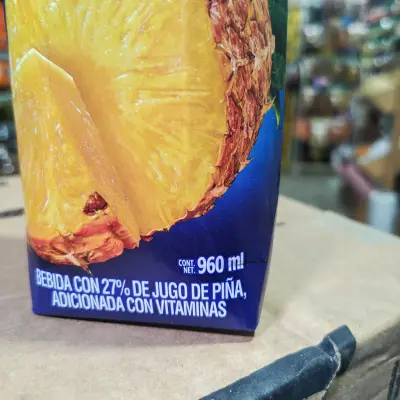 CONT. NET. 960 ml
BEBIDA CON 27% DE JUGO DE PIÑA,
ADICIONADA CON VITAMINAS